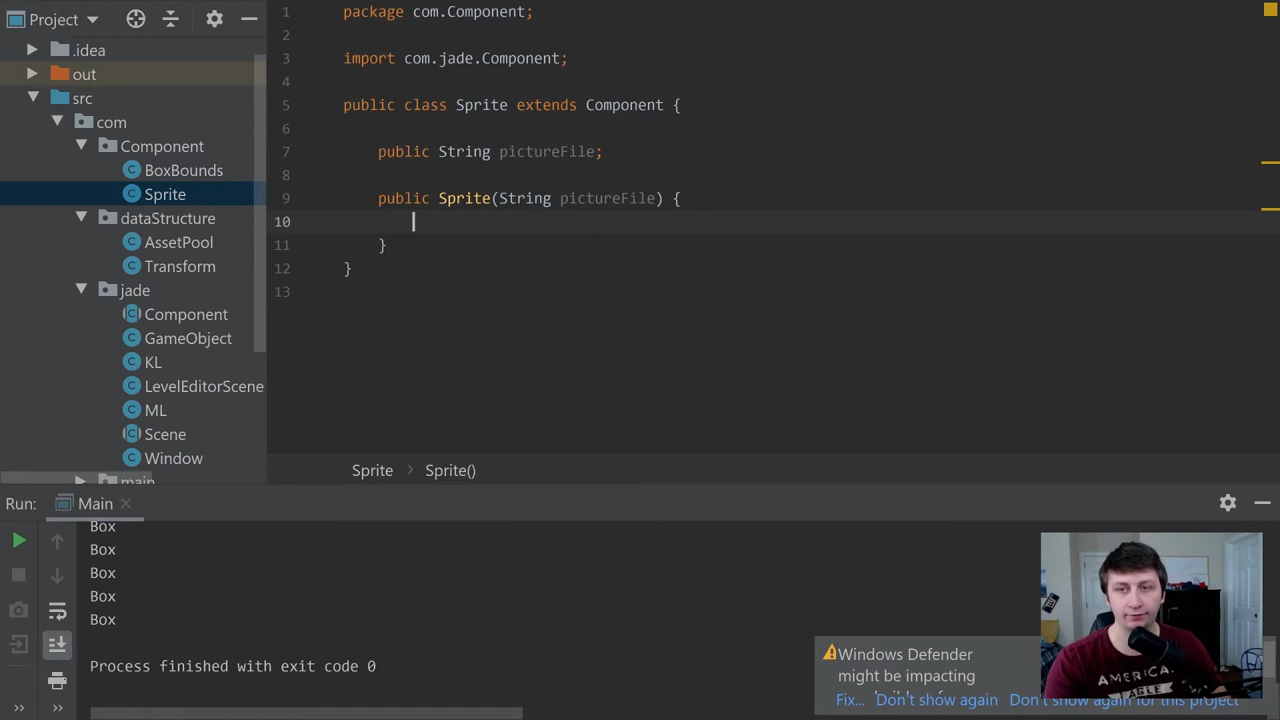 Project
.idea
out
src
com
Component
BoxBounds
Sprite
dataStructure
AssetPool
Transform
jade
Component
GameObject
KL
LevelEditorScene
ML
Scene
Window
main
1 package com.Component;
2
3 import com.jade.Component;
4
5 public class Sprite extends Component {
6
7 public String pictureFile;
8
9 public Sprite(String pictureFile) {
10
11 }
12 }
13
Sprite > Sprite()
Run: Main
Box
Box
Box
Box
Box
Process finished with exit code 0
Windows Defender
might be impacting
Fix... Don't show again Don't show again for this project
AMERICA
EAGLE